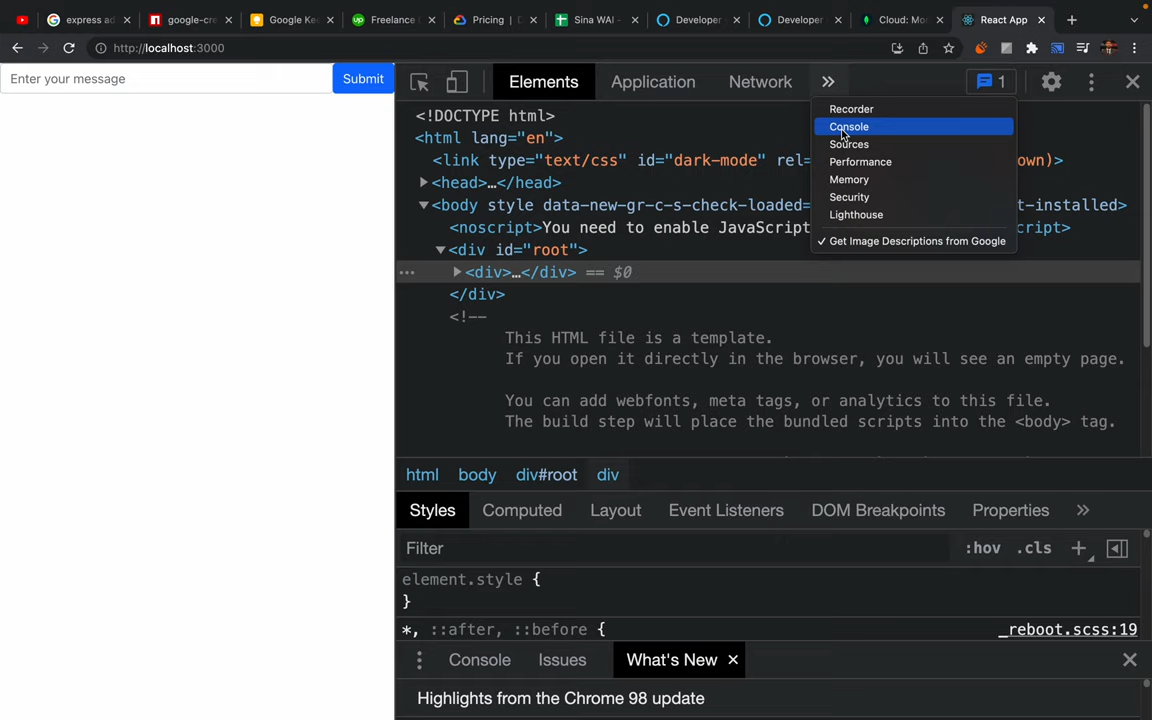 express ad
google-cre
Google Kee
Freelance
Pricing | D
Sina WAI -
Developer
Developer
Cloud: Mon
React App
http://localhost:3000
Enter your message
Submit
Elements
Application
Network
1
Recorder
Console
Sources
Performance
Memory
Security
Lighthouse
✓ Get Image Descriptions from Google
<!DOCTYPE html>
<html lang="en">
<link type="text/css" id="dark-mode" rel= own)>
<head>…</head>
<body style data-new-gr-c-s-check-loaded= t-installed>
<noscript>You need to enable JavaScript cript>
<div id="root">
<div>…</div> == $0
</div>
<!--
This HTML file is a template.
If you open it directly in the browser, you will see an empty page.
You can add webfonts, meta tags, or analytics to this file.
The build step will place the bundled scripts into the <body> tag.
html body div#root div
Styles Computed Layout Event Listeners DOM Breakpoints Properties
Filter
:hov .cls
element.style {
}
*, ::after, ::before {
_reboot.scss:19
Console Issues What's New
Highlights from the Chrome 98 update